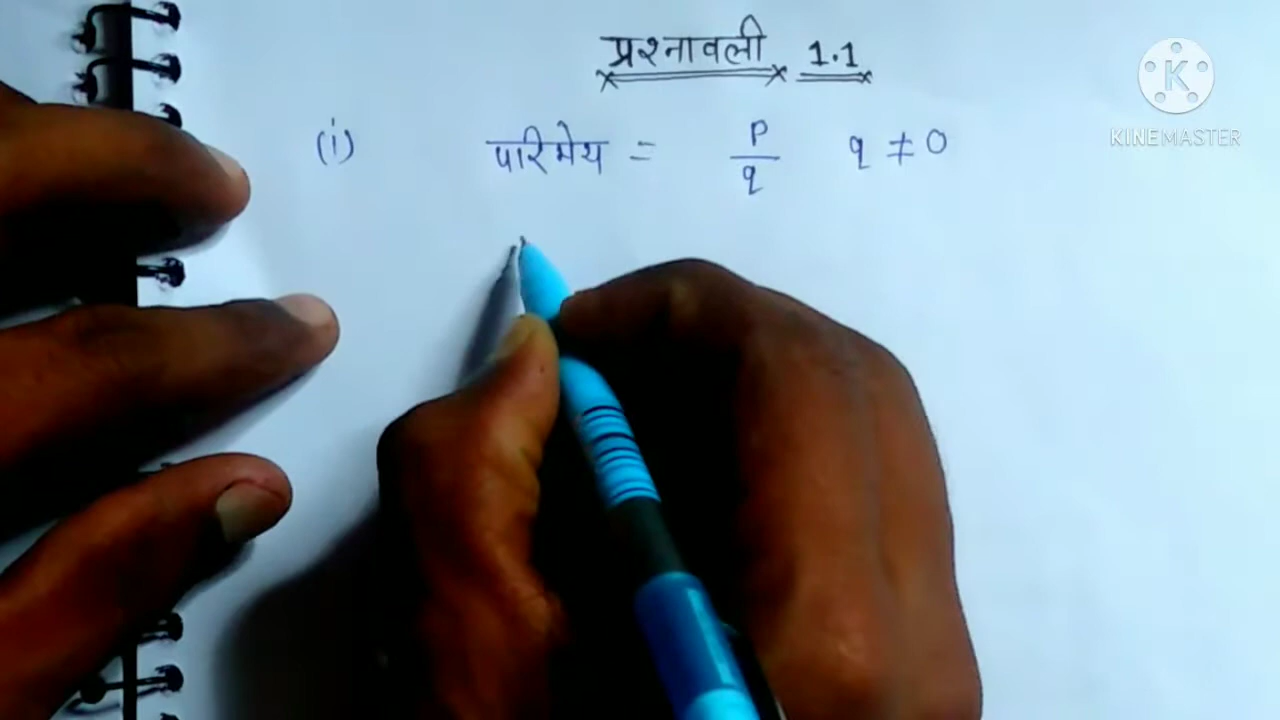 प्रश्नावली 1.1
(i) परिमेय = p/q q ≠ 0
KINEMASTER